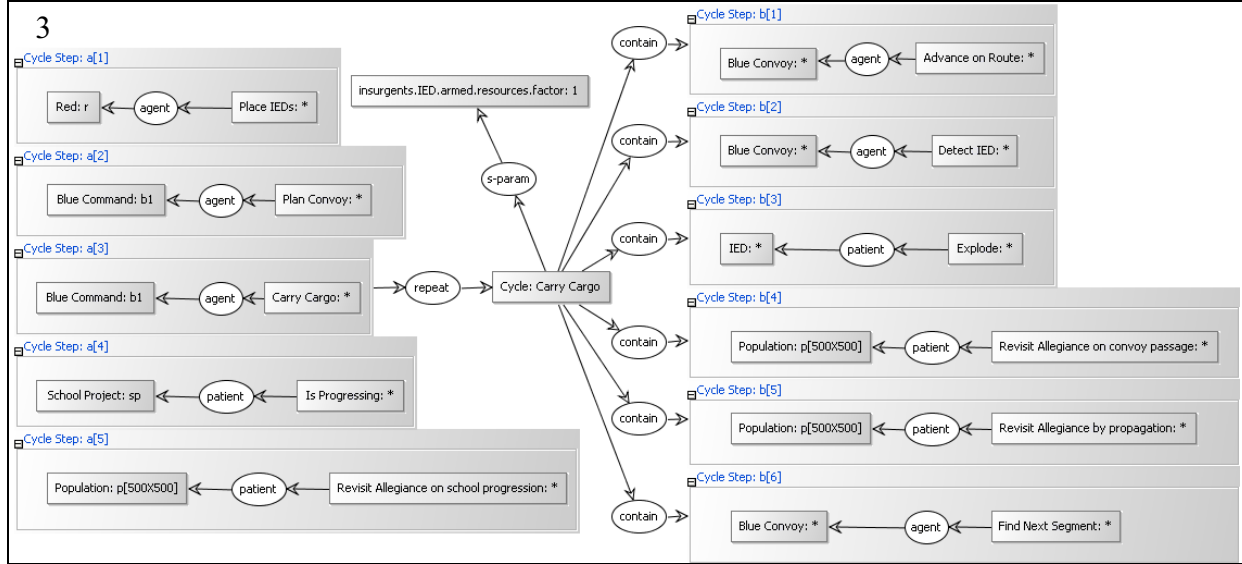 3
Cycle Step: a[1]
Red: r
agent
Place IEDs: *
Cycle Step: a[2]
Blue Command: b1
agent
Plan Convoy: *
Cycle Step: a[3]
Blue Command: b1
agent
Carry Cargo: *
Cycle Step: a[4]
School Project: sp
patient
Is Progressing: *
Cycle Step: a[5]
Population: p[500X500]
patient
Revisit Allegiance on school progression: *
insurgents.IED.armed.resources.factor: 1
s-param
repeat
Cycle: Carry Cargo
contain
Cycle Step: b[1]
Blue Convoy: *
agent
Advance on Route: *
contain
Cycle Step: b[2]
Blue Convoy: *
agent
Detect IED: *
contain
Cycle Step: b[3]
IED: *
patient
Explode: *
contain
Cycle Step: b[4]
Population: p[500X500]
patient
Revisit Allegiance on convoy passage: *
contain
Cycle Step: b[5]
Population: p[500X500]
patient
Revisit Allegiance by propagation: *
contain
Cycle Step: b[6]
Blue Convoy: *
agent
Find Next Segment: *